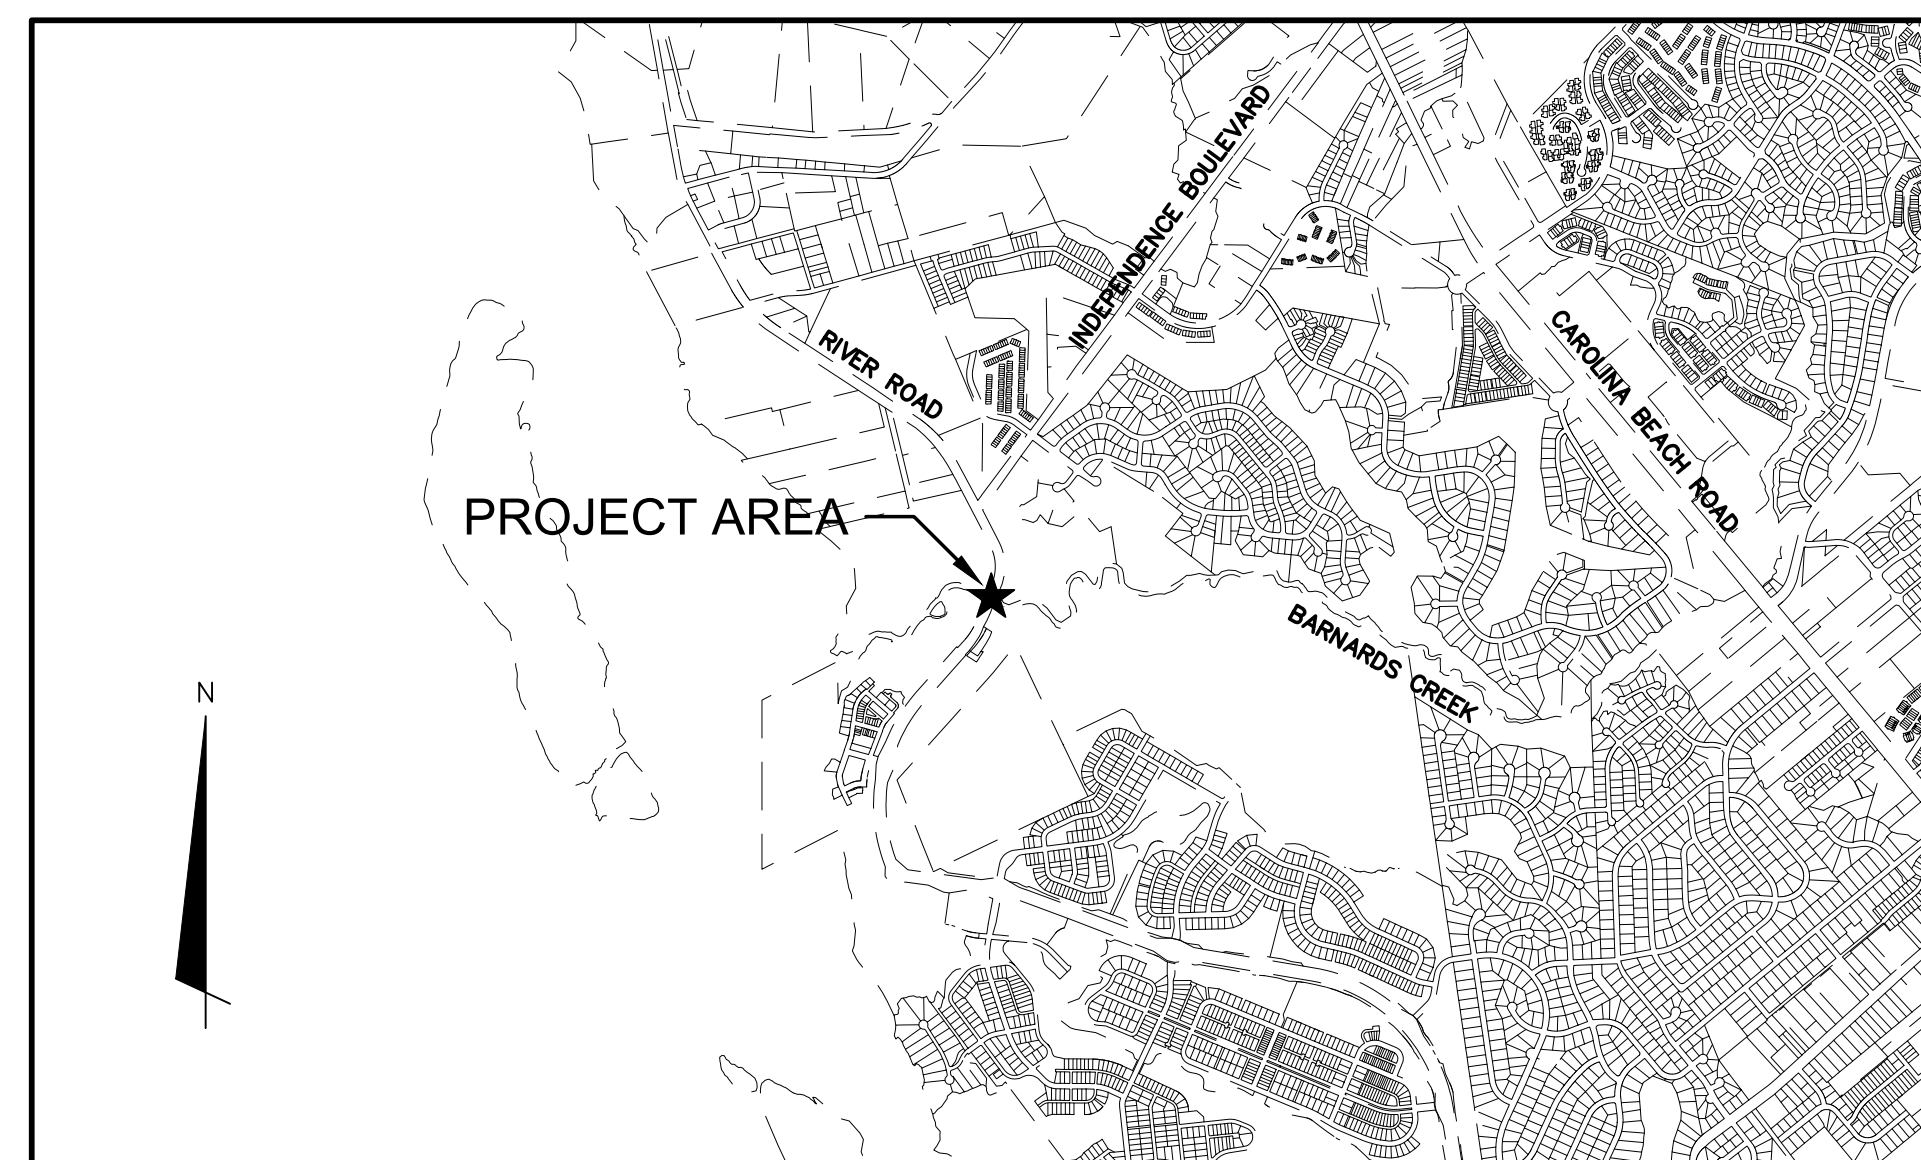 INDEPENDENCE BOULEVARD
RIVER ROAD
CAROLINA BEACH ROAD
PROJECT AREA
BARNARDS CREEK
N